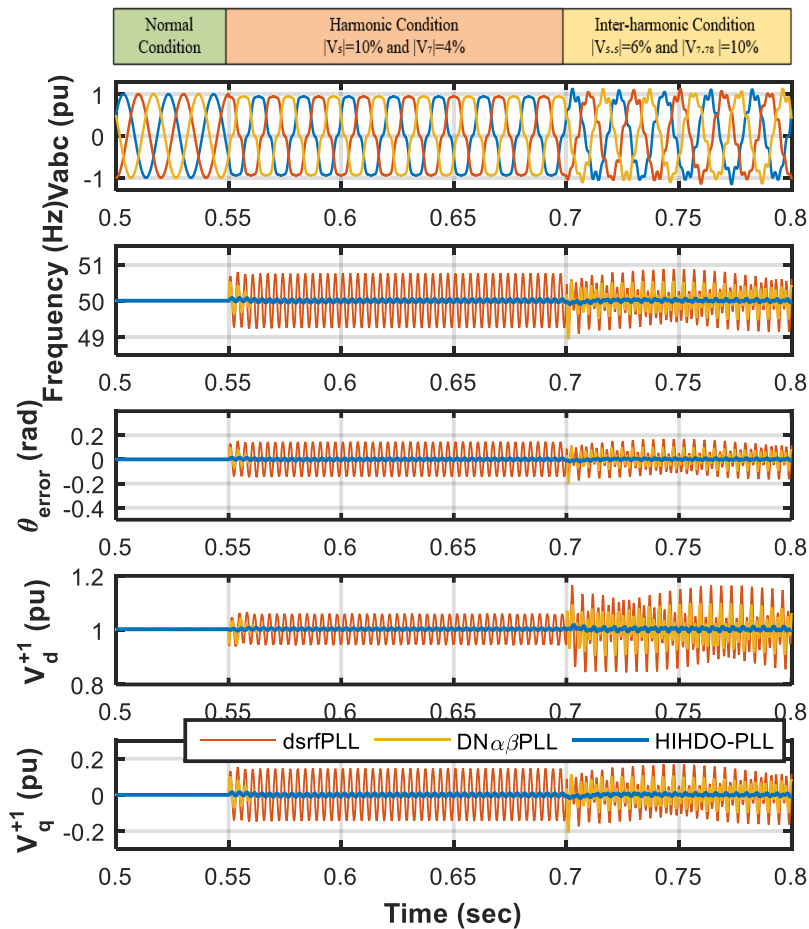 Normal Condition
Harmonic Condition
|V₅|=10% and |V₇|=4%
Inter-harmonic Condition
|V₅.₅|=6% and |V₇.₇₈ |=10%
Vabc (pu)
1
0
-1
0.5 0.55 0.6 0.65 0.7 0.75 0.8
Frequency (Hz)
51
50
49
0.5 0.55 0.6 0.65 0.7 0.75 0.8
θerror (rad)
0.2
0
-0.2
-0.4
0.5 0.55 0.6 0.65 0.7 0.75 0.8
Vd+1 (pu)
1.2
1
0.8
0.5 0.55 0.6 0.65 0.7 0.75 0.8
dsrfPLL DNαβPLL HIHDO-PLL
Vq+1 (pu)
0.2
0
-0.2
0.5 0.55 0.6 0.65 0.7 0.75 0.8
Time (sec)